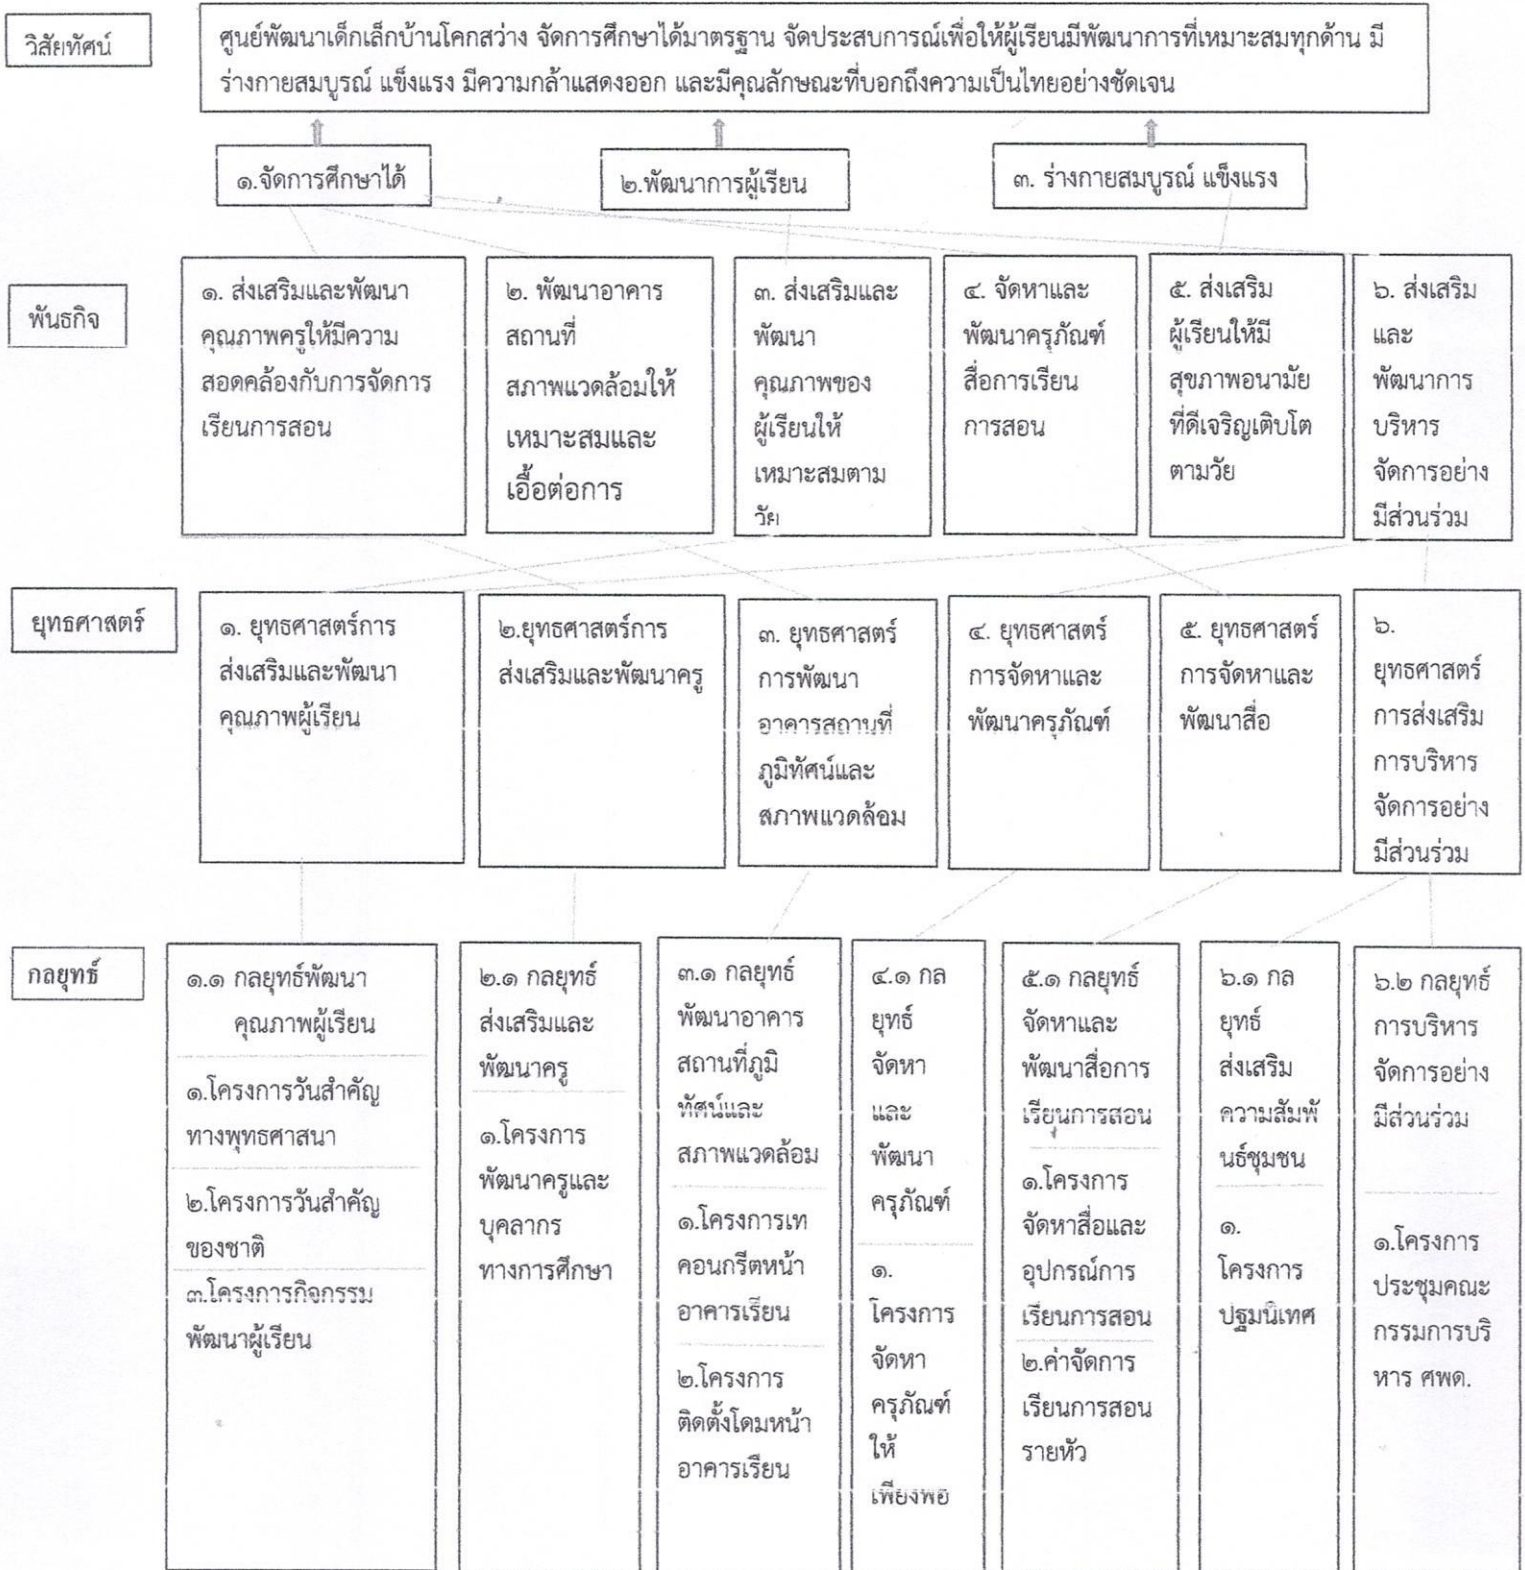 วิสัยทัศน์
ศูนย์พัฒนาเด็กเล็กบ้านโคกสว่าง จัดการศึกษาได้มาตรฐาน จัดประสบการณ์เพื่อให้ผู้เรียนมีพัฒนาการที่เหมาะสมทุกด้าน มี
ร่างกายสมบูรณ์ แข็งแรง มีความกล้าแสดงออก และมีคุณลักษณะที่บอกถึงความเป็นไทยอย่างชัดเจน
๑.จัดการศึกษาได้
๒.พัฒนาการผู้เรียน
๓. ร่างกายสมบูรณ์ แข็งแรง
พันธกิจ
๑. ส่งเสริมและพัฒนา
คุณภาพครูให้มีความ
สอดคล้องกับการจัดการ
เรียนการสอน
๒. พัฒนาอาคาร
สถานที่
สภาพแวดล้อมให้
เหมาะสมและ
เอื้อต่อการ
๓. ส่งเสริมและ
พัฒนา
คุณภาพของ
ผู้เรียนให้
เหมาะสมตาม
วัย
๔. จัดหาและ
พัฒนาครุภัณฑ์
สื่อการเรียน
การสอน
๕. ส่งเสริม
ผู้เรียนให้มี
สุขภาพอนามัย
ที่ดีเจริญเติบโต
ตามวัย
๖. ส่งเสริม
และ
พัฒนาการ
บริหาร
จัดการอย่าง
มีส่วนร่วม
ยุทธศาสตร์
๑. ยุทธศาสตร์การ
ส่งเสริมและพัฒนา
คุณภาพผู้เรียน
๒.ยุทธศาสตร์การ
ส่งเสริมและพัฒนาครู
๓. ยุทธศาสตร์
การพัฒนา
อาคารสถานที่
ภูมิทัศน์และ
สภาพแวดล้อม
๔. ยุทธศาสตร์
การจัดหาและ
พัฒนาครุภัณฑ์
๕. ยุทธศาสตร์
การจัดหาและ
พัฒนาสื่อ
๖.
ยุทธศาสตร์
การส่งเสริม
การบริหาร
จัดการอย่าง
มีส่วนร่วม
กลยุทธ์
๑.๑ กลยุทธ์พัฒนา
คุณภาพผู้เรียน
๑.โครงการวันสำคัญ
ทางพุทธศาสนา
๒.โครงการวันสำคัญ
ของชาติ
๓.โครงการกิจกรรม
พัฒนาผู้เรียน
๒.๑ กลยุทธ์
ส่งเสริมและ
พัฒนาครู
๑.โครงการ
พัฒนาครูและ
บุคลากร
ทางการศึกษา
๓.๑ กลยุทธ์
พัฒนาอาคาร
สถานที่ภูมิ
ทัศน์และ
สภาพแวดล้อม
๑.โครงการเท
คอนกรีตหน้า
อาคารเรียน
๒.โครงการ
ติดตั้งโดมหน้า
อาคารเรียน
๔.๑ กล
ยุทธ์
จัดหา
และ
พัฒนา
ครุภัณฑ์
๑.
โครงการ
จัดหา
ครุภัณฑ์
ให้
เพียงพอ
๕.๑ กลยุทธ์
จัดหาและ
พัฒนาสื่อการ
เรียนการสอน
๑.โครงการ
จัดหาสื่อและ
อุปกรณ์การ
เรียนการสอน
๒.ค่าจัดการ
เรียนการสอน
รายหัว
๖.๑ กล
ยุทธ์
ส่งเสริม
ความสัมพั
นธ์ชุมชน
๑.
โครงการ
ปฐมนิเทศ
๖.๒ กลยุทธ์
การบริหาร
จัดการอย่าง
มีส่วนร่วม
๑.โครงการ
ประชุมคณะ
กรรมการบริ
หาร ศพด.